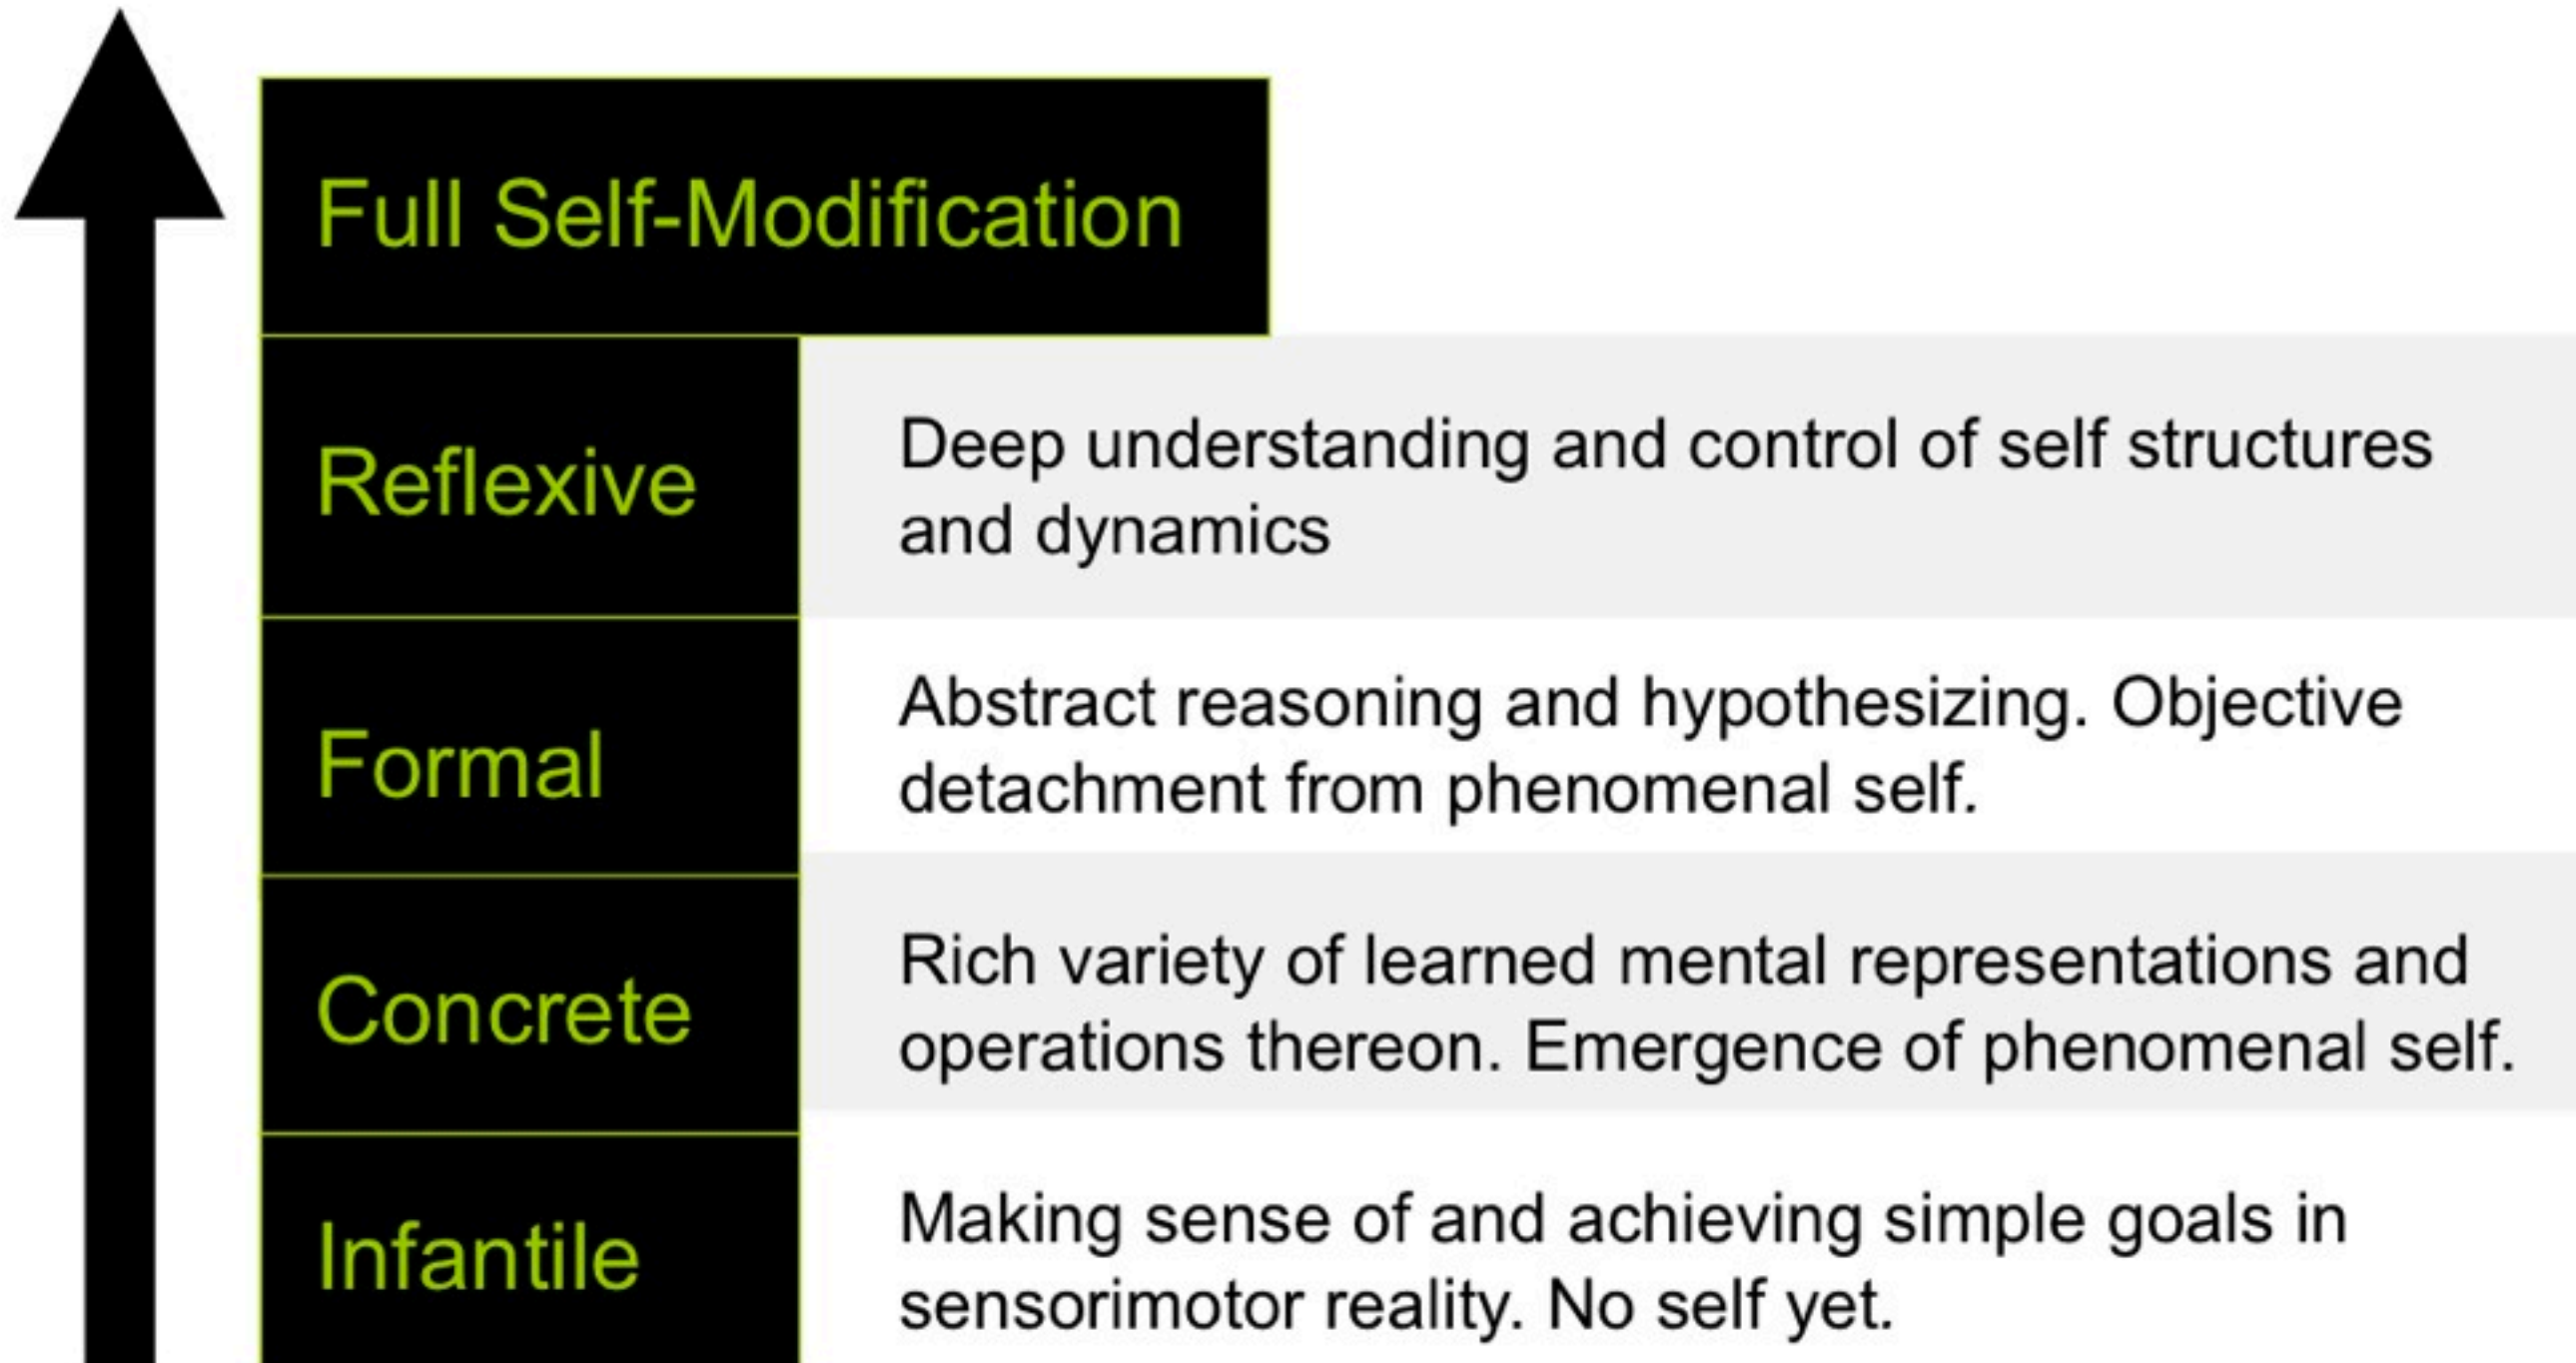 Full Self-Modification
Reflexive
Deep understanding and control of self structures
and dynamics
Formal
Abstract reasoning and hypothesizing. Objective
detachment from phenomenal self.
Concrete
Rich variety of learned mental representations and
operations thereon. Emergence of phenomenal self.
Infantile
Making sense of and achieving simple goals in
sensorimotor reality. No self yet.